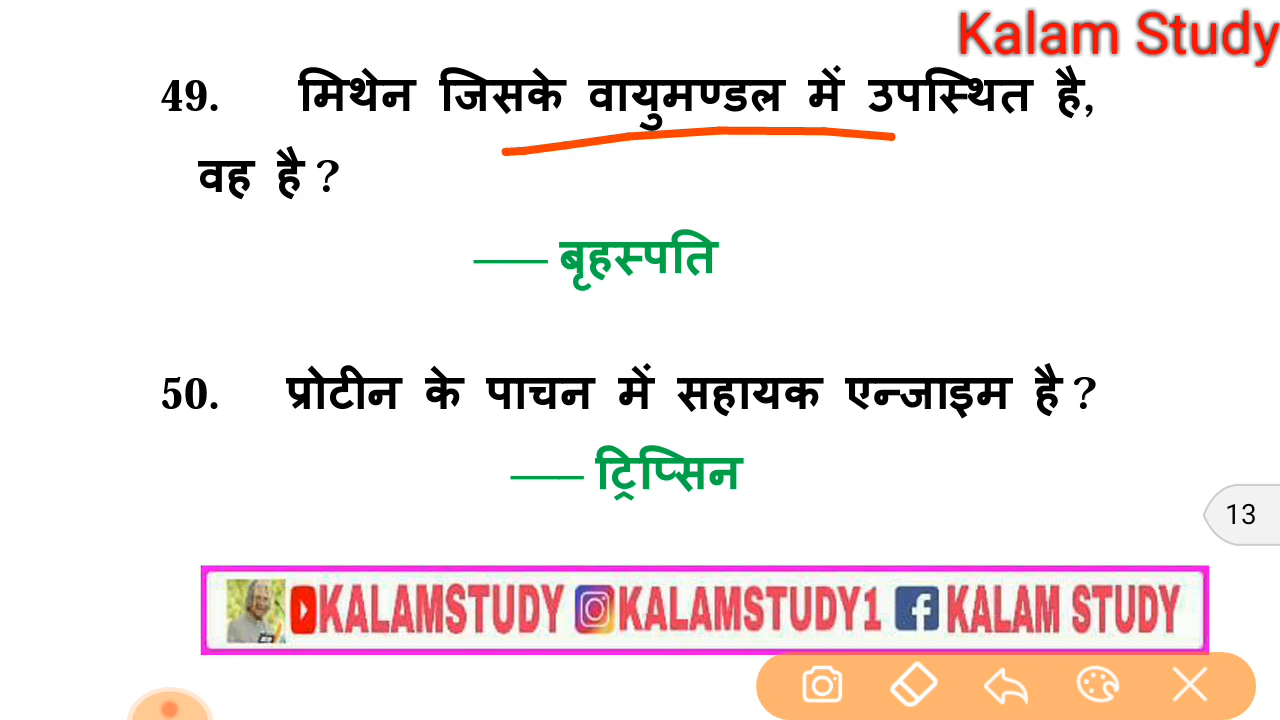 Kalam Study
49. मिथेन जिसके वायुमण्डल में उपस्थित है,
वह है ?
—— बृहस्पति
50. प्रोटीन के पाचन में सहायक एन्जाइम है ?
—— ट्रिप्सिन
13
KALAMSTUDY KALAMSTUDY1 KALAM STUDY